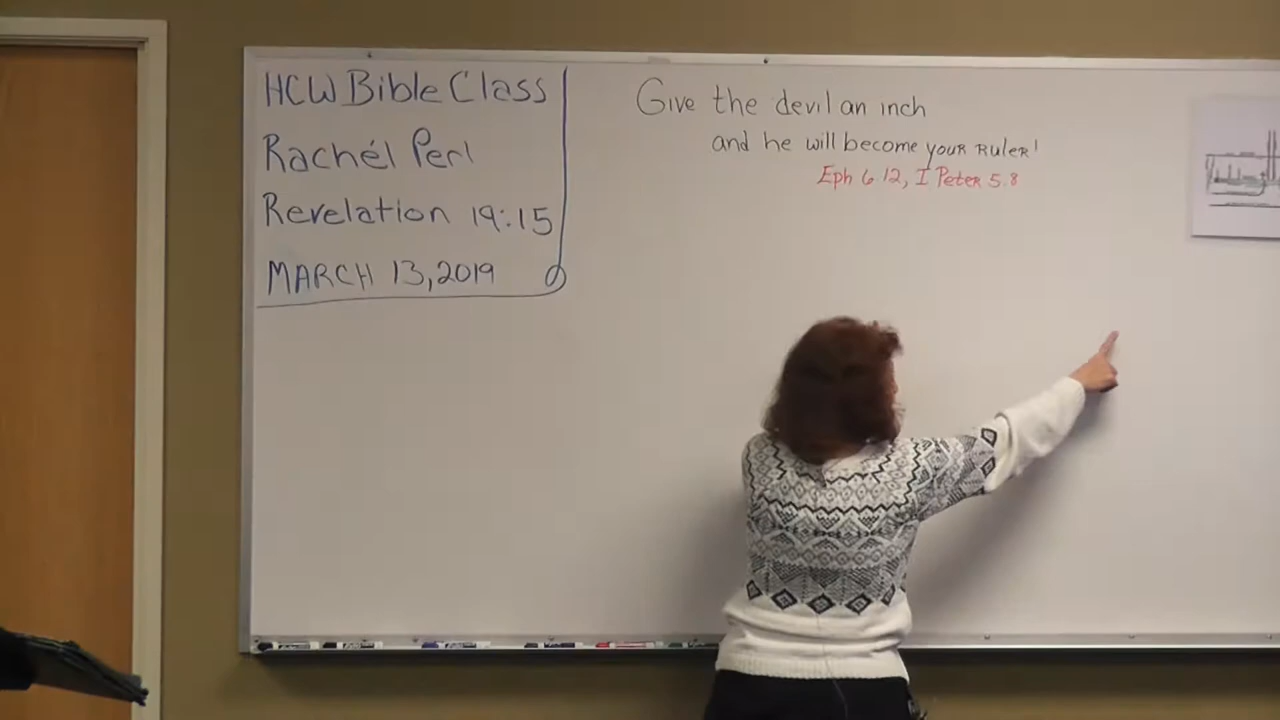 HCW Bible Class
Rachél Perl
Revelation 19:15
MARCH 13, 2019
Give the devil an inch
and he will become your ruler!
Eph 6 12, I Peter 5.8